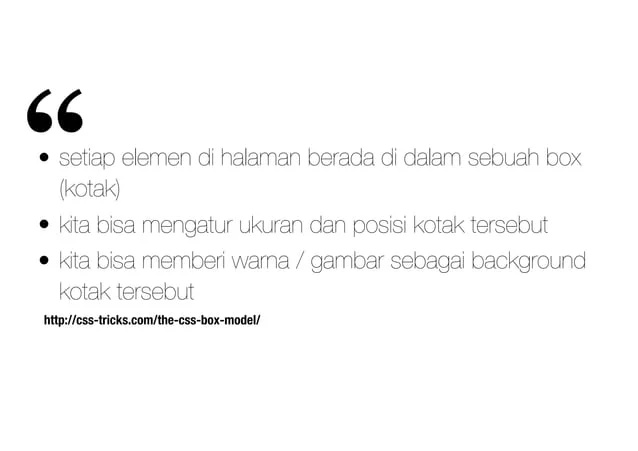 “
• setiap elemen di halaman berada di dalam sebuah box
(kotak)
• kita bisa mengatur ukuran dan posisi kotak tersebut
• kita bisa memberi warna / gambar sebagai background
kotak tersebut
http://css-tricks.com/the-css-box-model/